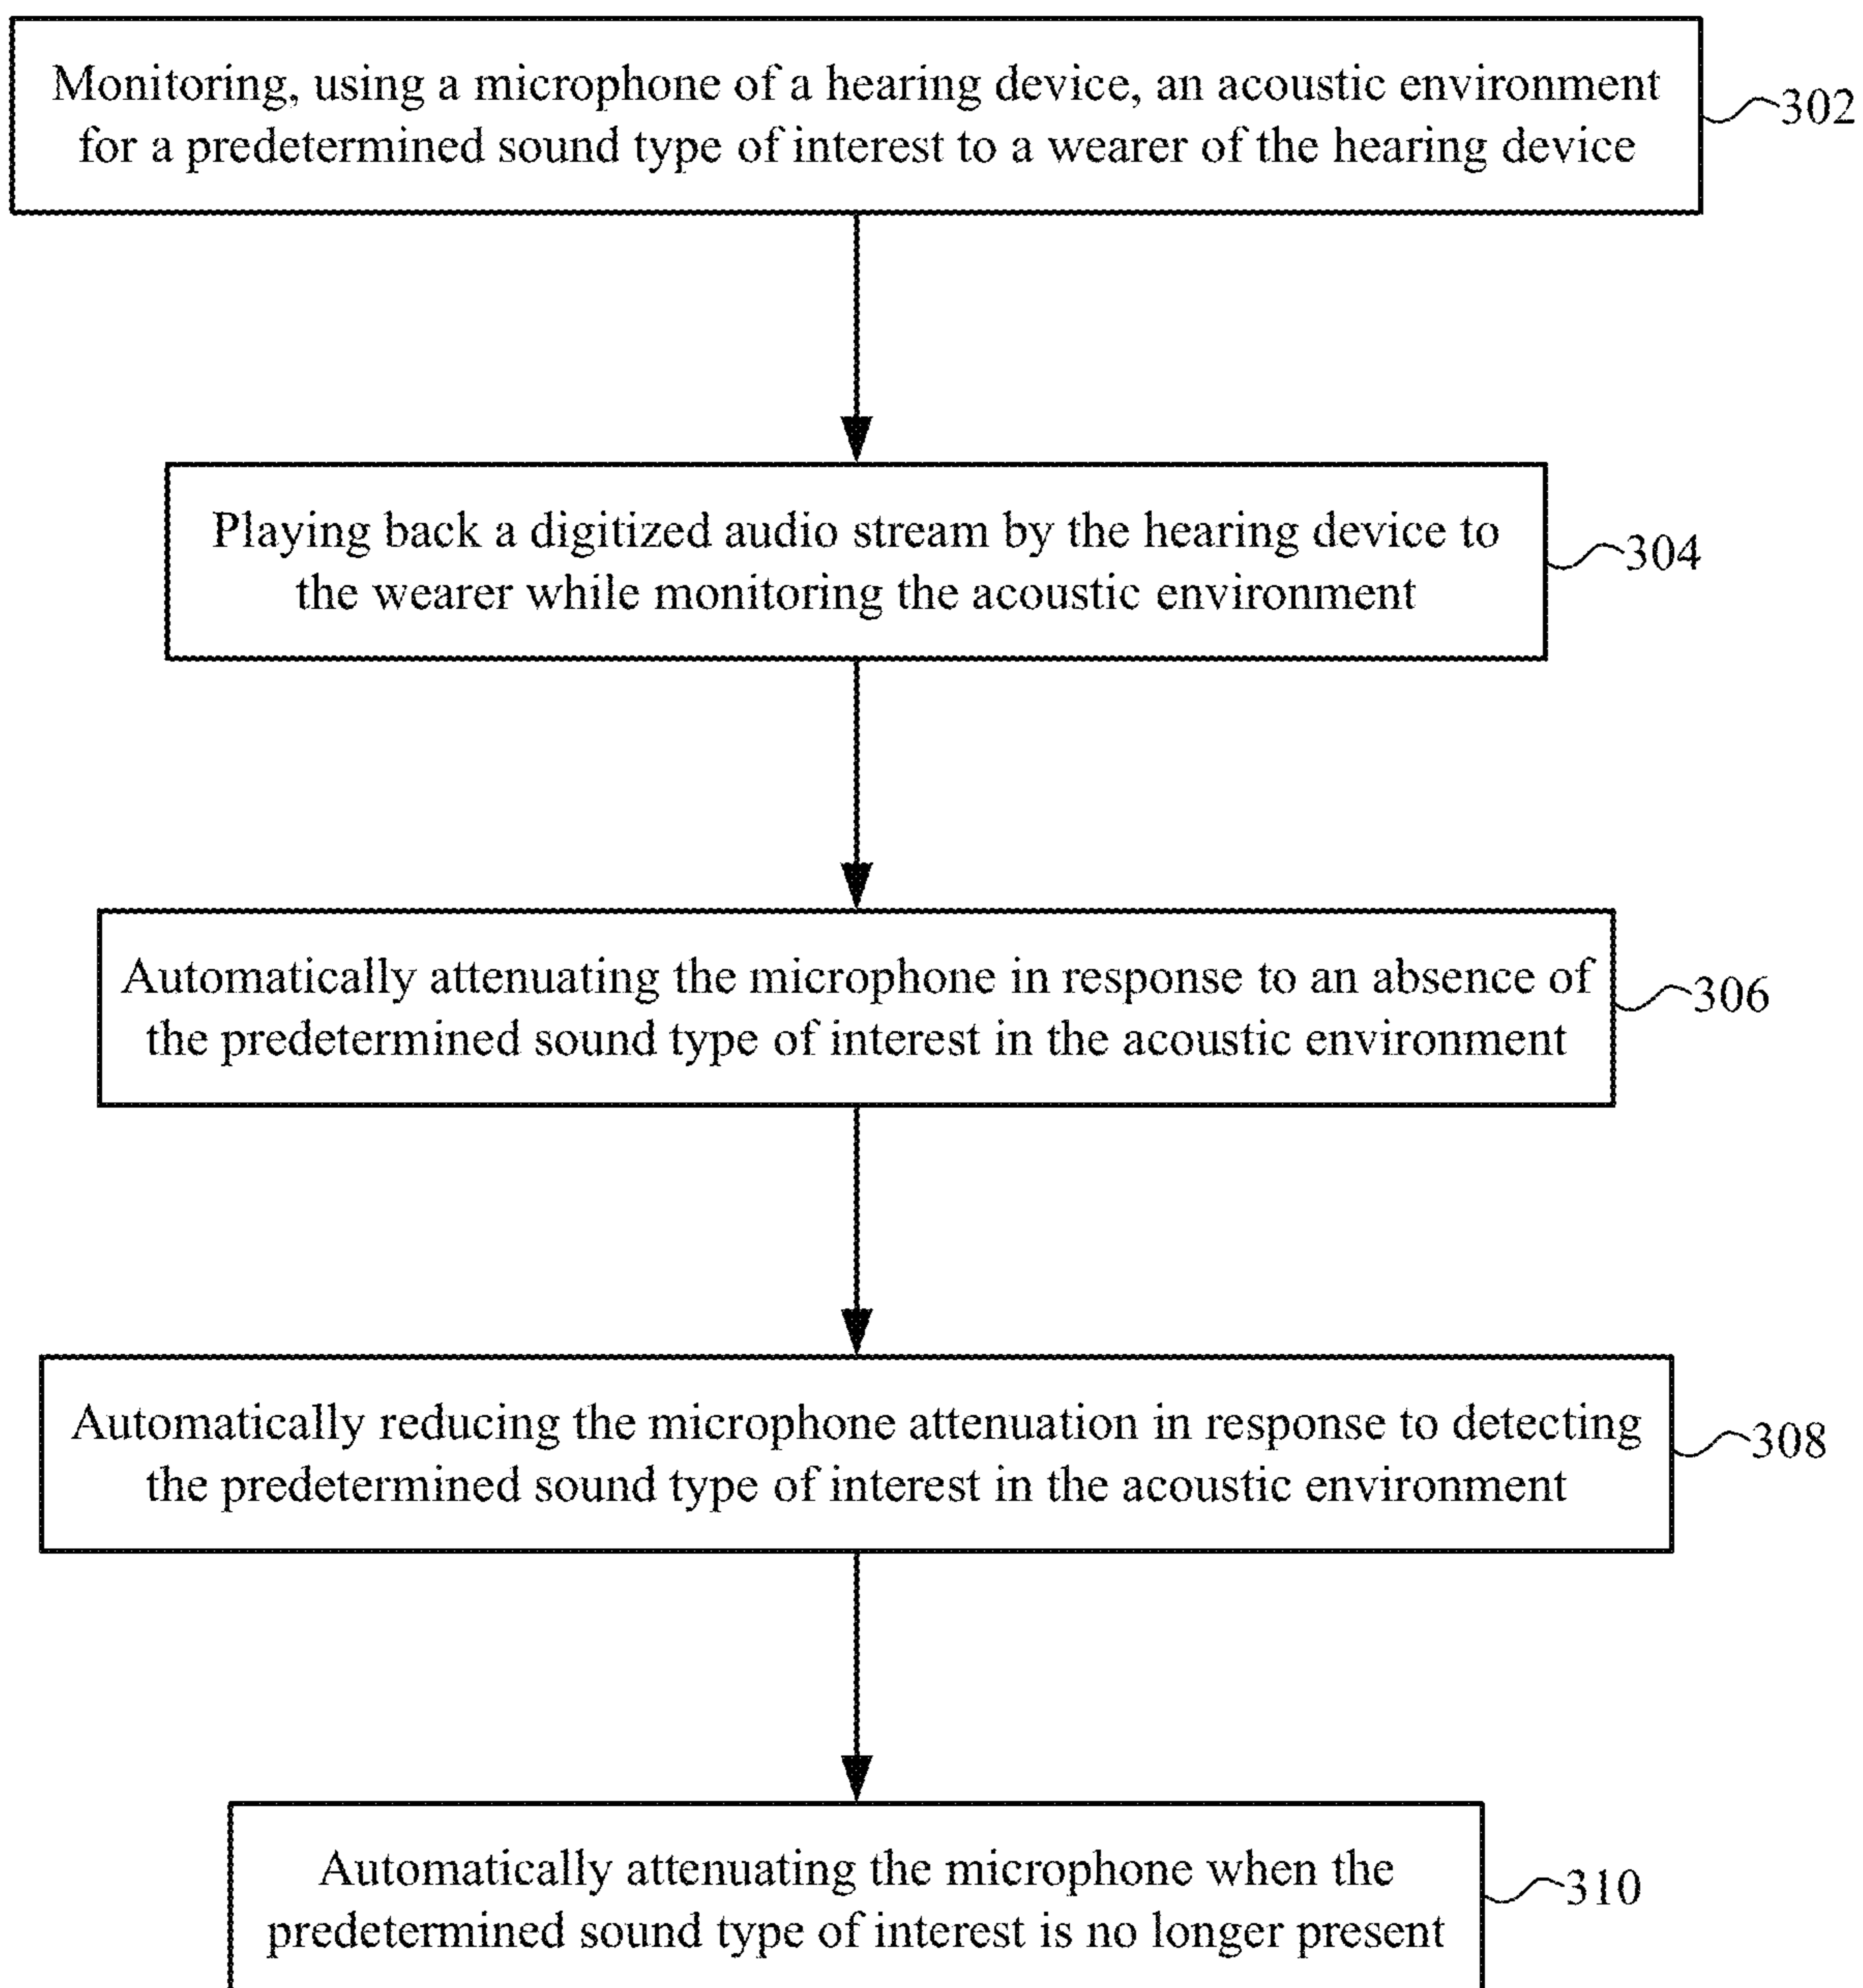 Monitoring, using a microphone of a hearing device, an acoustic environment
for a predetermined sound type of interest to a wearer of the hearing device
302
Playing back a digitized audio stream by the hearing device to
the wearer while monitoring the acoustic environment
304
Automatically attenuating the microphone in response to an absence of
the predetermined sound type of interest in the acoustic environment
306
Automatically reducing the microphone attenuation in response to detecting
the predetermined sound type of interest in the acoustic environment
308
Automatically attenuating the microphone when the
predetermined sound type of interest is no longer present
310